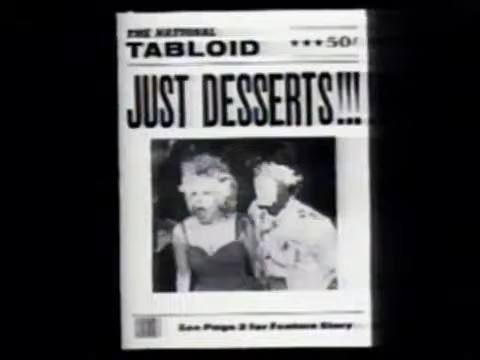 THE NATIONAL
TABLOID
★★★50¢
JUST DESSERTS!!!
See Page 2 for Feature Story